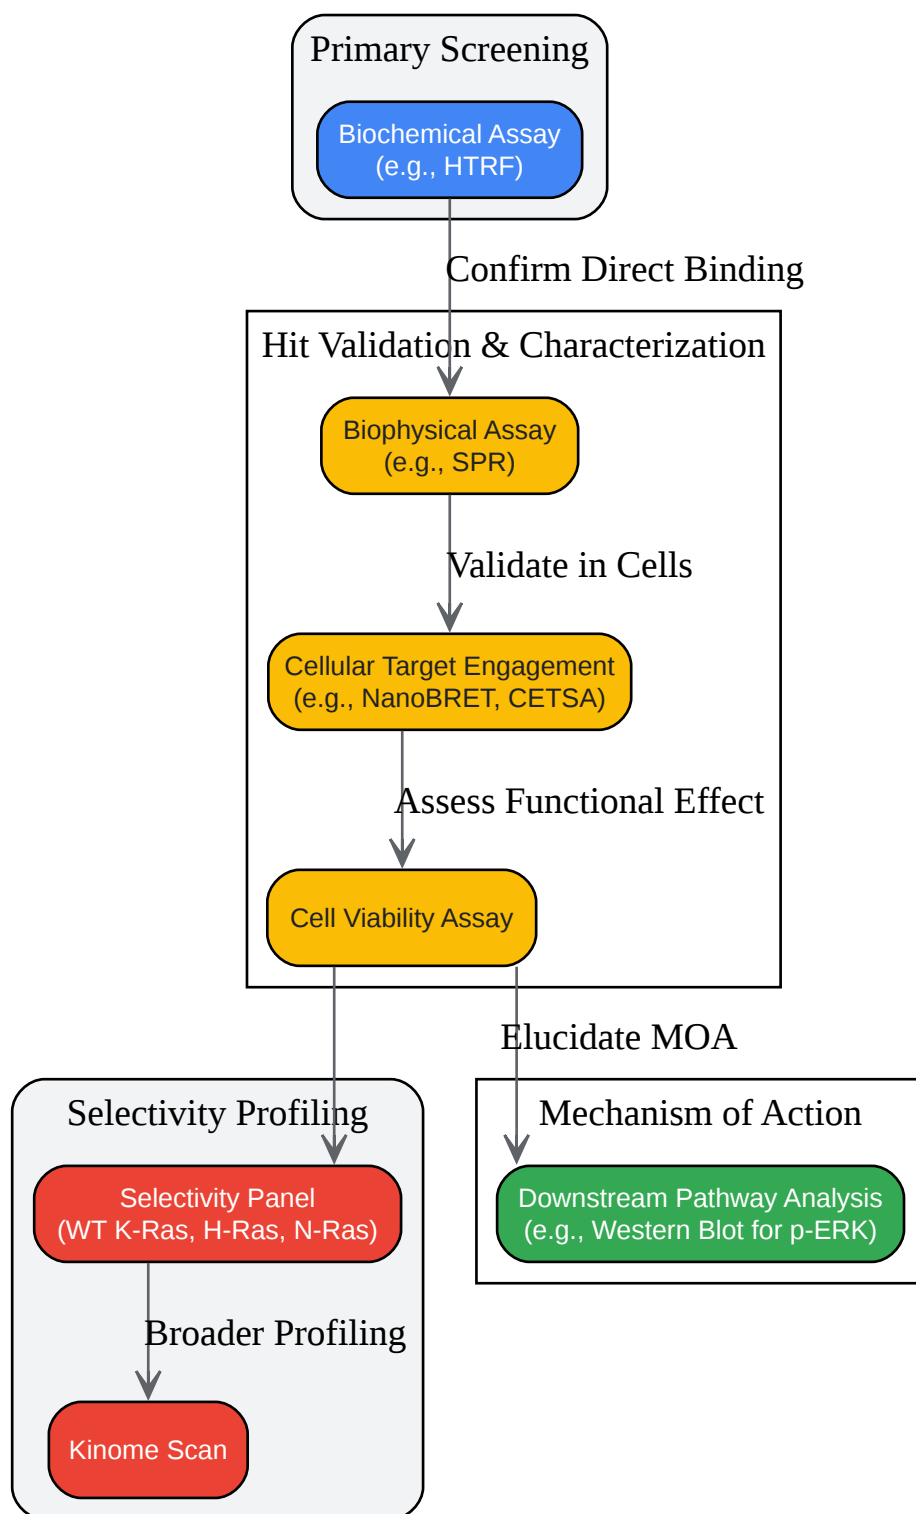 Primary Screening
Biochemical Assay
(e.g., HTRF)
Confirm Direct Binding
Hit Validation & Characterization
Biophysical Assay
(e.g., SPR)
Validate in Cells
Cellular Target Engagement
(e.g., NanoBRET, CETSA)
Assess Functional Effect
Cell Viability Assay
Elucidate MOA
Selectivity Profiling
Mechanism of Action
Selectivity Panel
(WT K-Ras, H-Ras, N-Ras)
Downstream Pathway Analysis
(e.g., Western Blot for p-ERK)
Broader Profiling
Kinome Scan